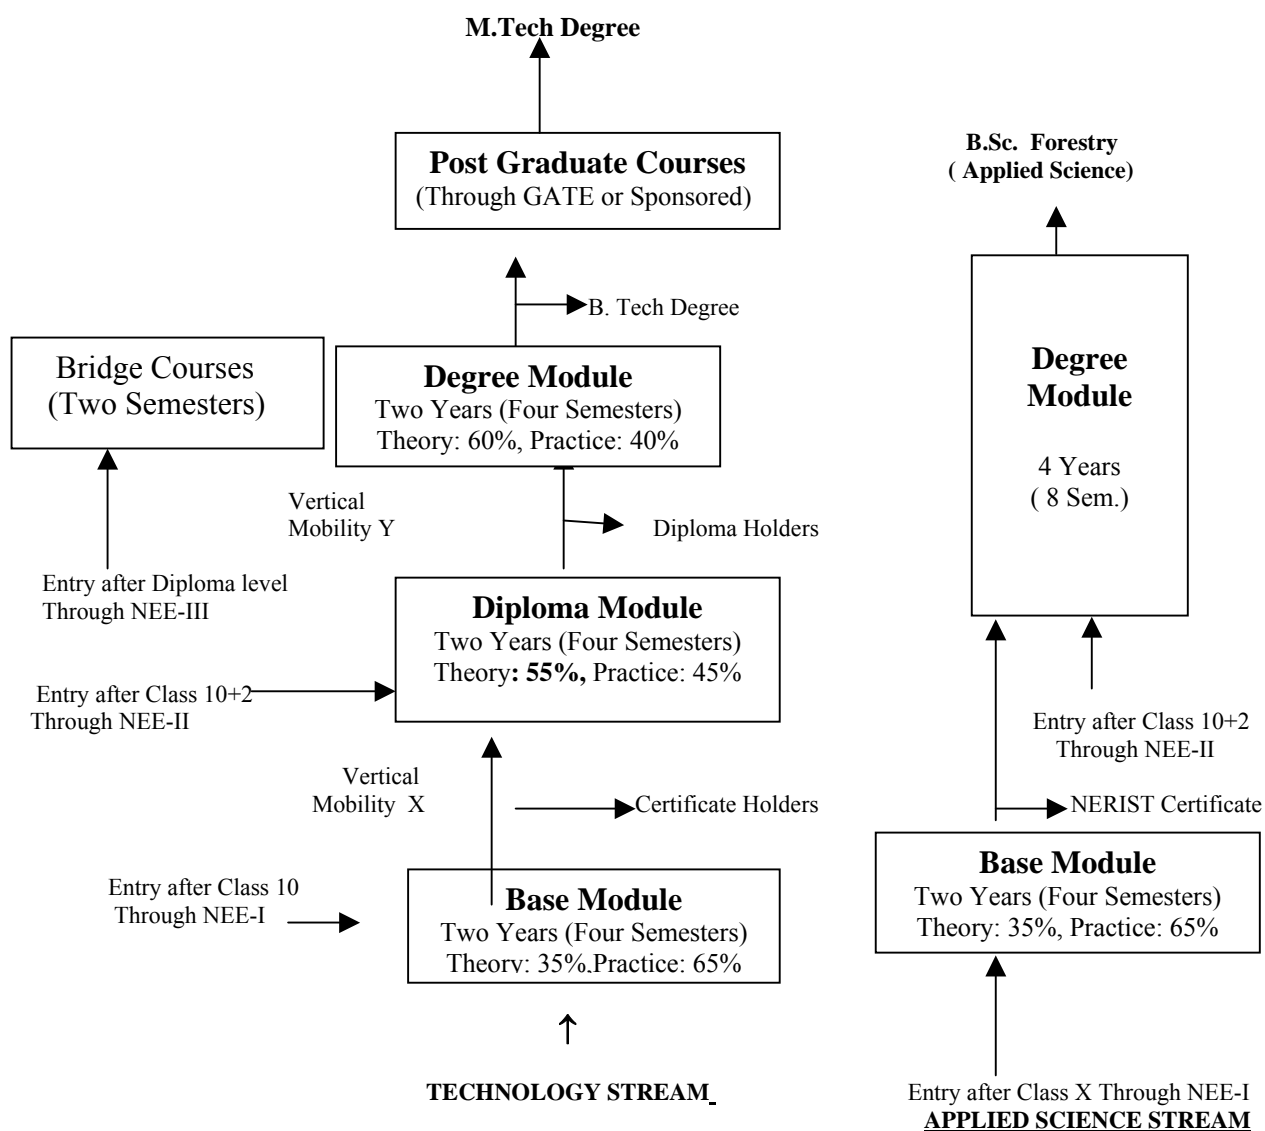 M.Tech Degree
Post Graduate Courses
(Through GATE or Sponsored)
B. Tech Degree
Bridge Courses
(Two Semesters)
Degree Module
Two Years (Four Semesters)
Theory: 60%, Practice: 40%
Vertical
Mobility Y
Diploma Holders
Entry after Diploma level
Through NEE-III
Diploma Module
Two Years (Four Semesters)
Theory: 55%, Practice: 45%
Entry after Class 10+2
Through NEE-II
Vertical
Mobility X
Certificate Holders
Entry after Class 10
Through NEE-I
Base Module
Two Years (Four Semesters)
Theory: 35%,Practice: 65%
TECHNOLOGY STREAM
B.Sc. Forestry
( Applied Science)
Degree
Module
4 Years
( 8 Sem.)
Entry after Class 10+2
Through NEE-II
NERIST Certificate
Base Module
Two Years (Four Semesters)
Theory: 35%, Practice: 65%
Entry after Class X Through NEE-I
APPLIED SCIENCE STREAM